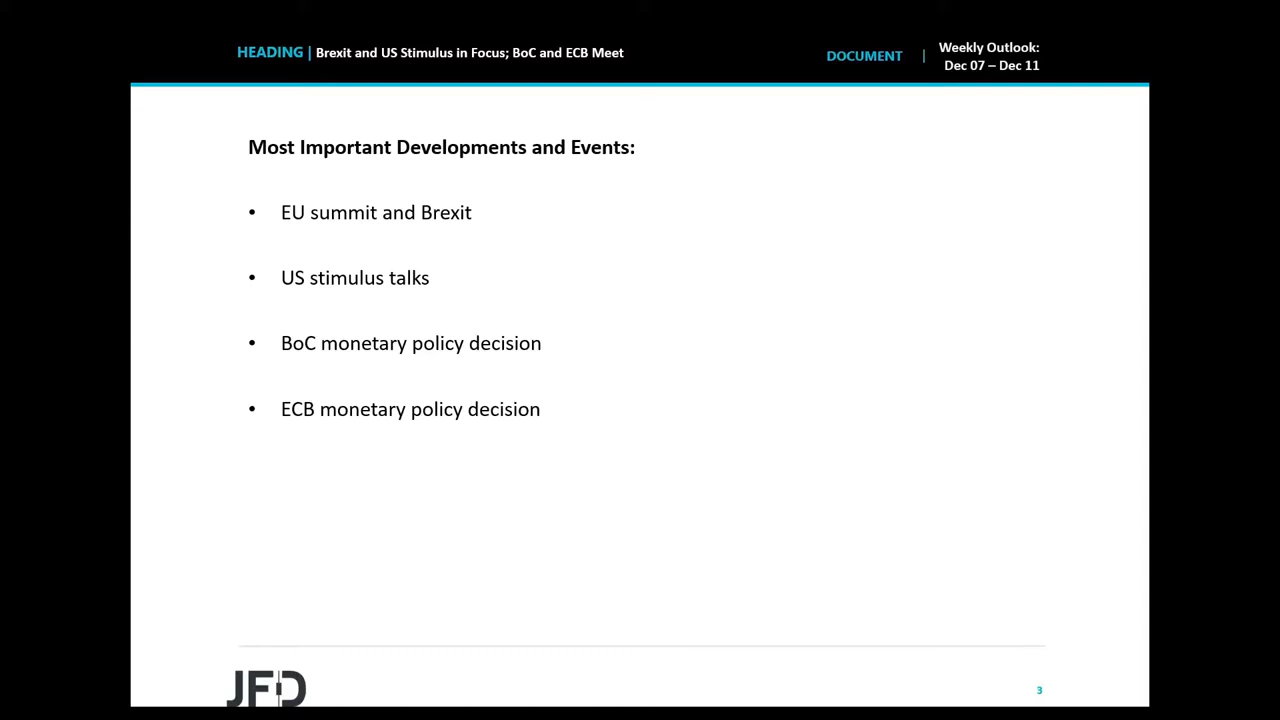 HEADING | Brexit and US Stimulus in Focus; BoC and ECB Meet
DOCUMENT | Weekly Outlook:
Dec 07 – Dec 11
Most Important Developments and Events:
• EU summit and Brexit
• US stimulus talks
• BoC monetary policy decision
• ECB monetary policy decision
JFD
3